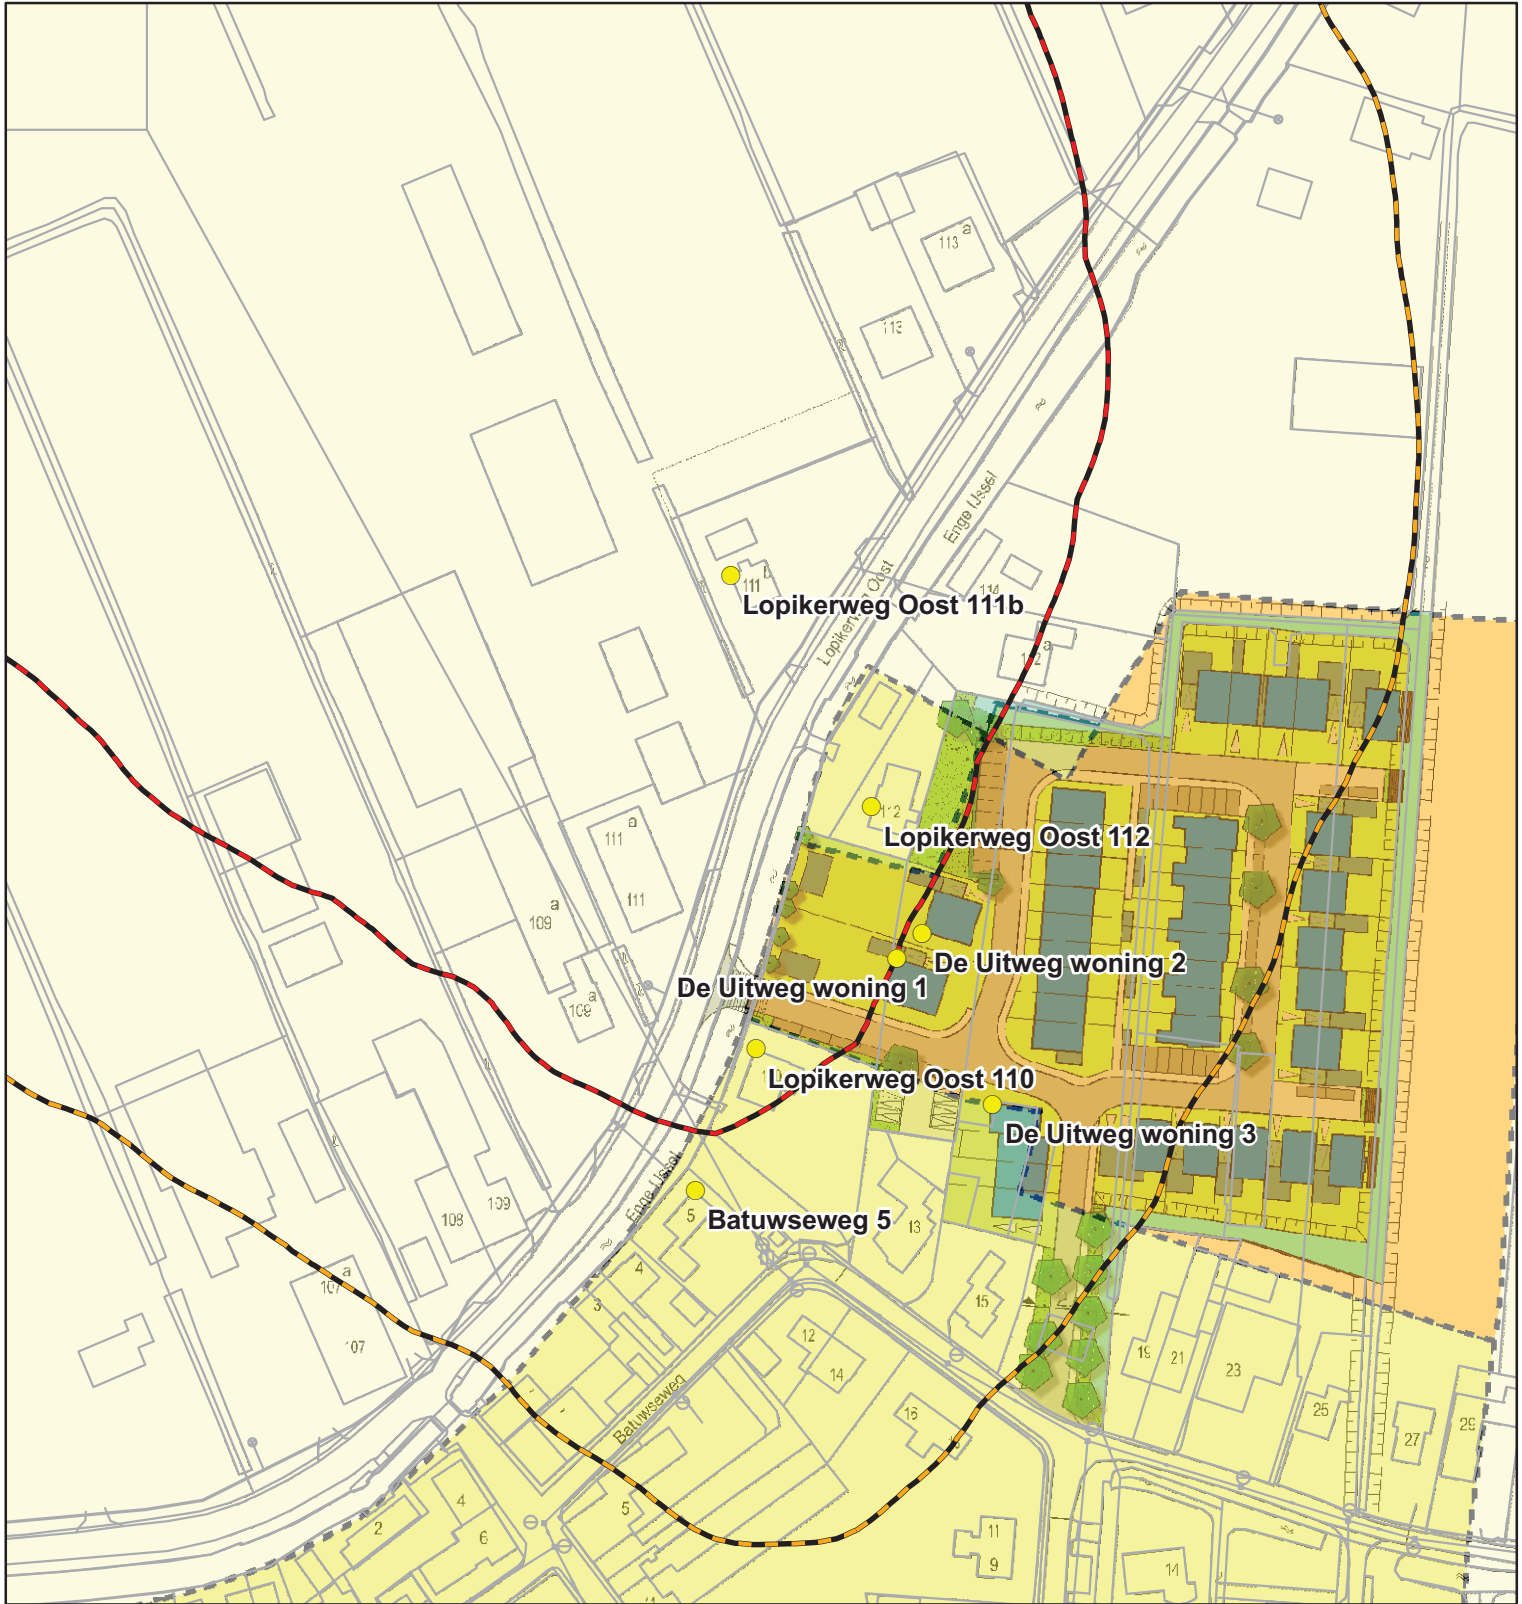 a
113
113
Enge IJssel
b
111
Lopikerweg Oost 111b
Lopikerweg Oost
114
a
112
Lopikerweg Oost 112
a
111
111
a
109
De Uitweg woning 2
De Uitweg woning 1
a
109
Lopikerweg Oost 110
De Uitweg woning 3
Enge IJssel
109
108
5
Batuwseweg 5
13
4
3
15
a
107
107
12
14
19
21
23
25
27
29
16
Batuwseweg
5
4
2
6
11
9
14